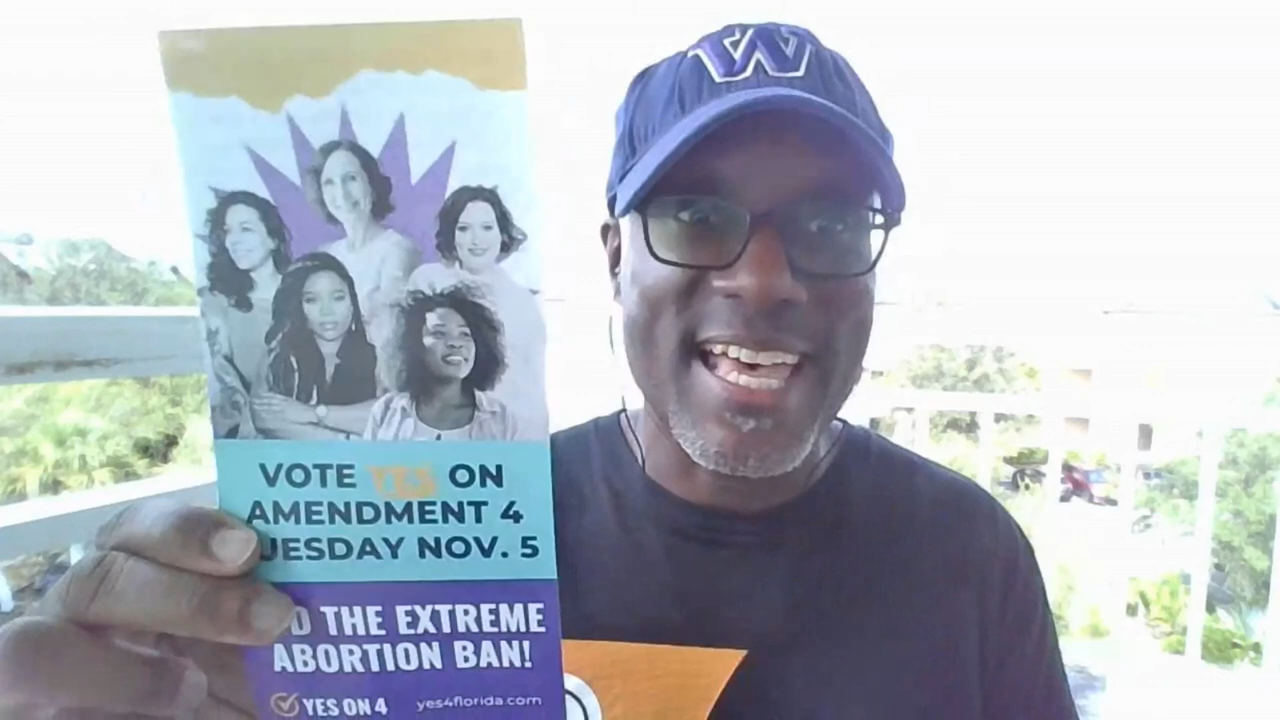 W
VOTE YES ON
AMENDMENT 4
UESDAY NOV. 5
D THE EXTREME
ABORTION BAN!
YES ON 4
yes4florida.com